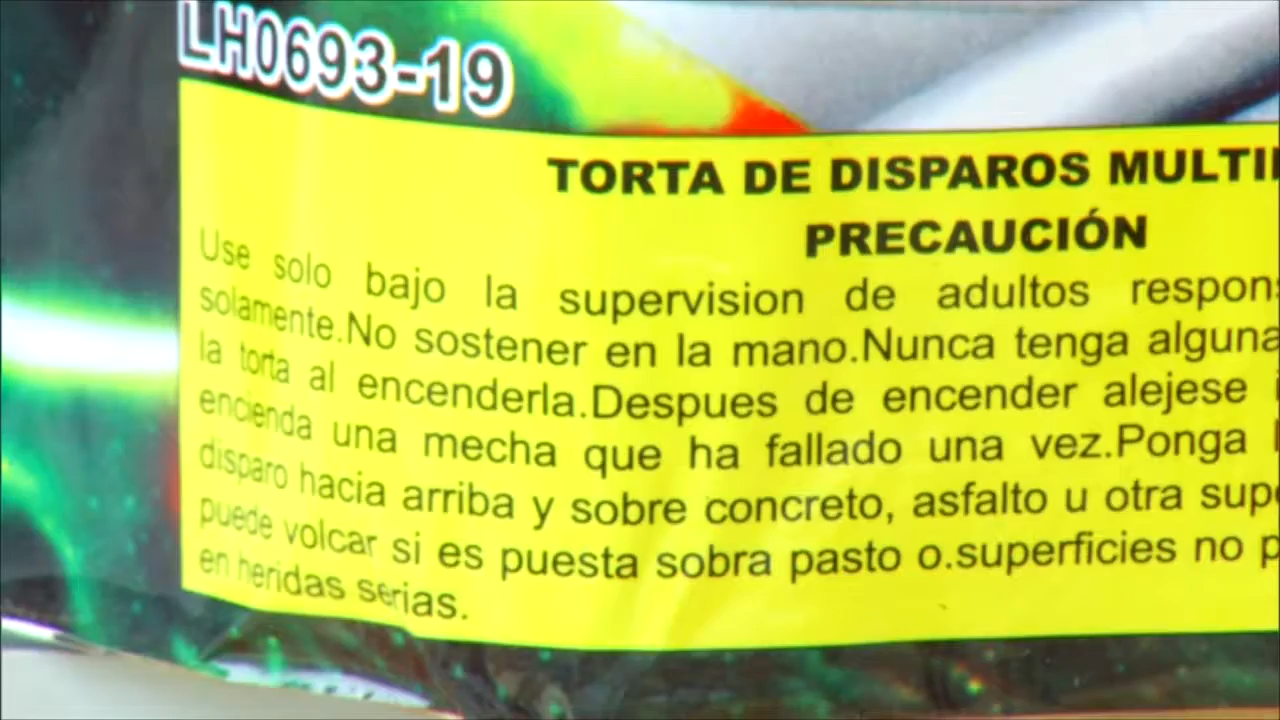 LH0693-19
TORTA DE DISPAROS MULTI
PRECAUCIÓN
Use solo bajo la supervision de adultos respons
solamente.No sostener en la mano.Nunca tenga alguna
la torta al encenderla.Despues de encender alejese
encienda una mecha que ha fallado una vez.Ponga
disparo hacia arriba y sobre concreto, asfalto u otra sup
puede volcar si es puesta sobra pasto o.superficies no p
en heridas serias.